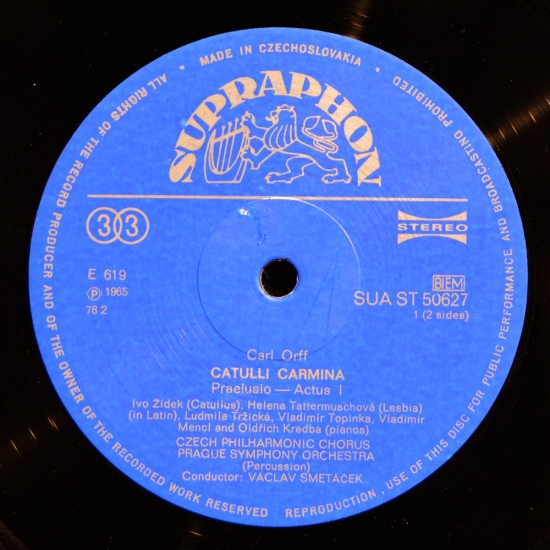 • MADE IN CZECHOSLOVAKIA •
ALL RIGHTS OF THE RECORD PRODUCER AND OF THE OWNER OF THE RECORDED WORK RESERVED . REPRODUCTION, USE OF THIS DISC FOR PUBLIC PERFORMANCE AND BROADCASTING PROHIBITED
SUPRAPHON
33
STEREO
E 619
Ⓟ 1965
78 2
BIEM
SUA ST 50627
1 (2 sides)
Carl Orff
CATULLI CARMINA
Praelusio — Actus I
Ivo Žídek (Catullus), Helena Tattermuschová (Lesbia)
(in Latin), Ludmila Tržická, Vladimír Topinka, Vladimír
Mencl and Oldřich Kredba (pianos)
CZECH PHILHARMONIC CHORUS
PRAGUE SYMPHONY ORCHESTRA
(Percussion)
Conductor: VÁCLAV SMETÁČEK